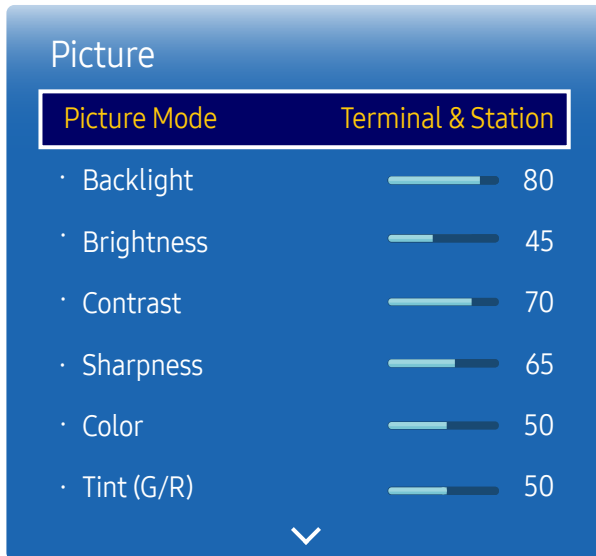 Picture
Picture Mode Terminal & Station
· Backlight 80
· Brightness 45
· Contrast 70
· Sharpness 65
· Color 50
· Tint (G/R) 50